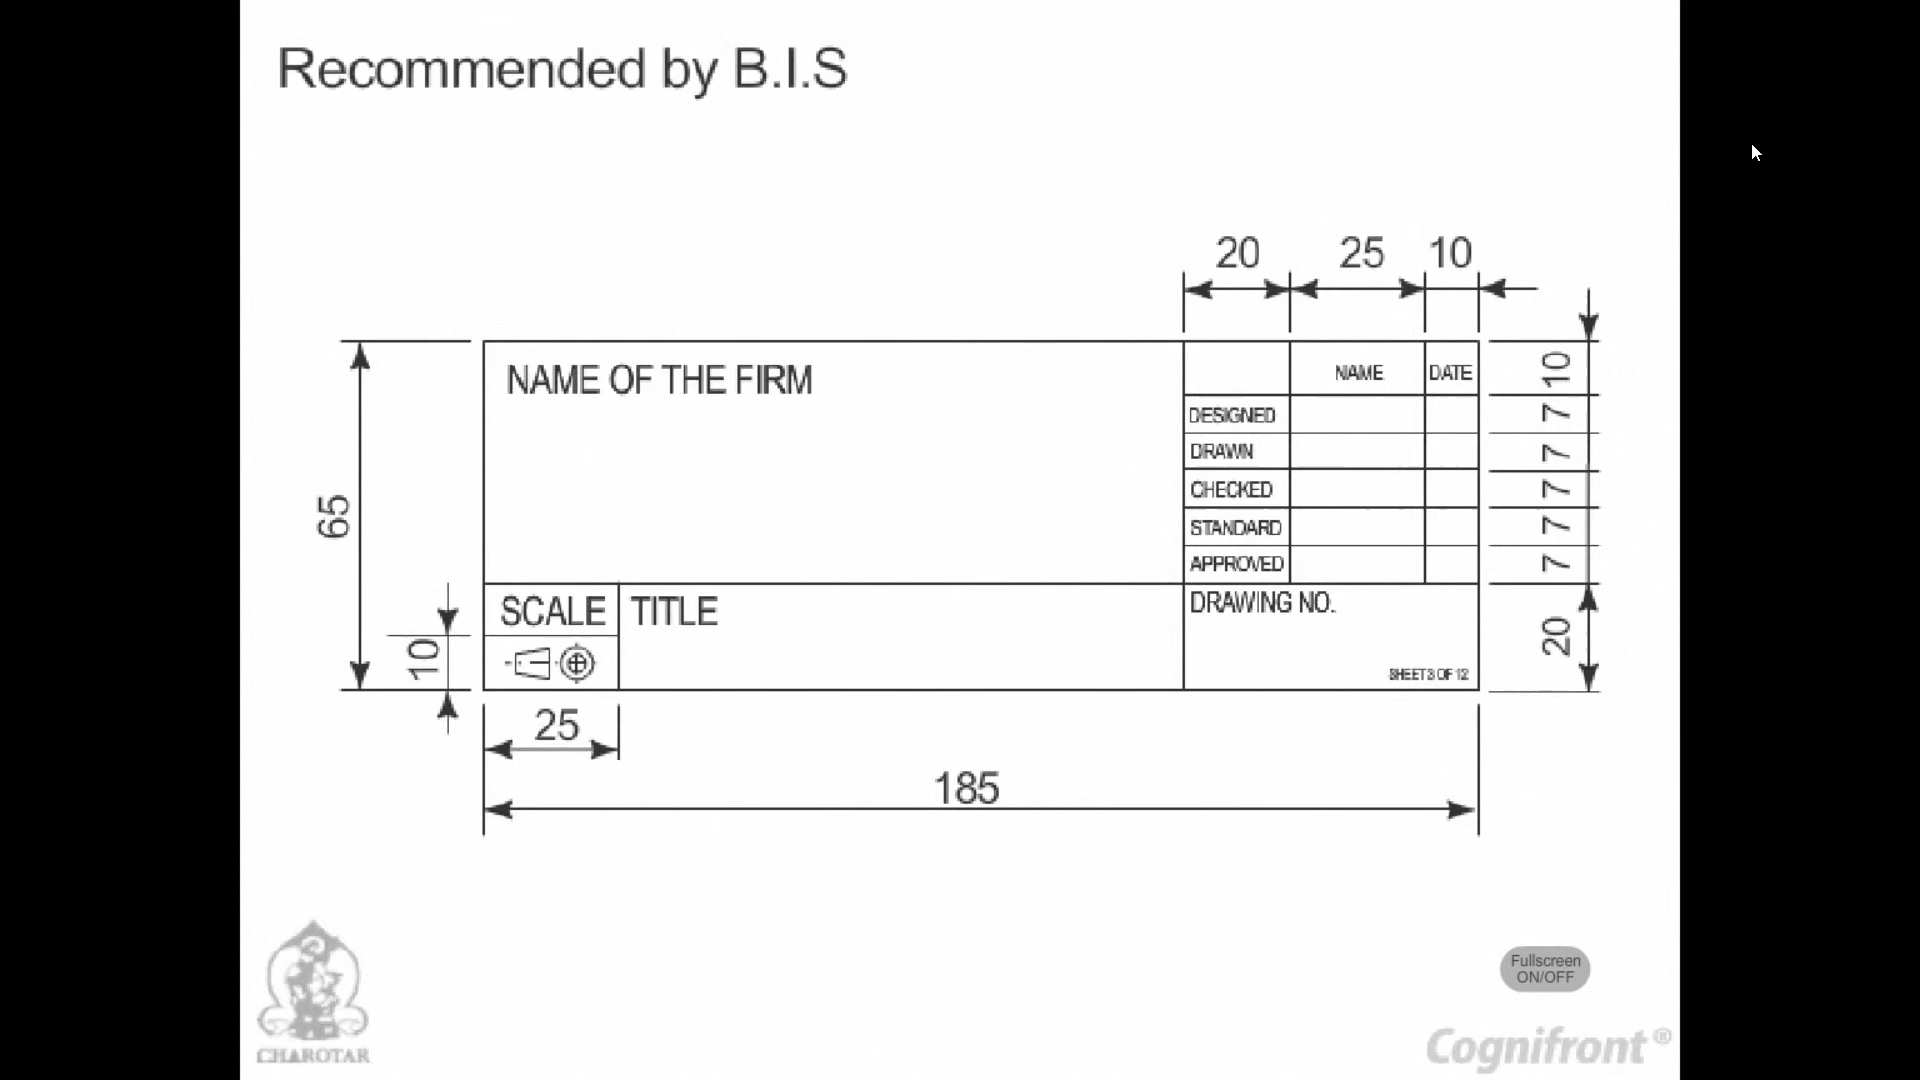 Recommended by B.I.S
20 25 10
NAME OF THE FIRM
NAME DATE
10
DESIGNED
7
DRAWN
7
CHECKED
7
STANDARD
7
APPROVED
7
65
SCALE TITLE
DRAWING NO.
10
20
SHEET 3 OF 12
25
185
Fullscreen
ON/OFF
CHAROTAR
Cognifront®